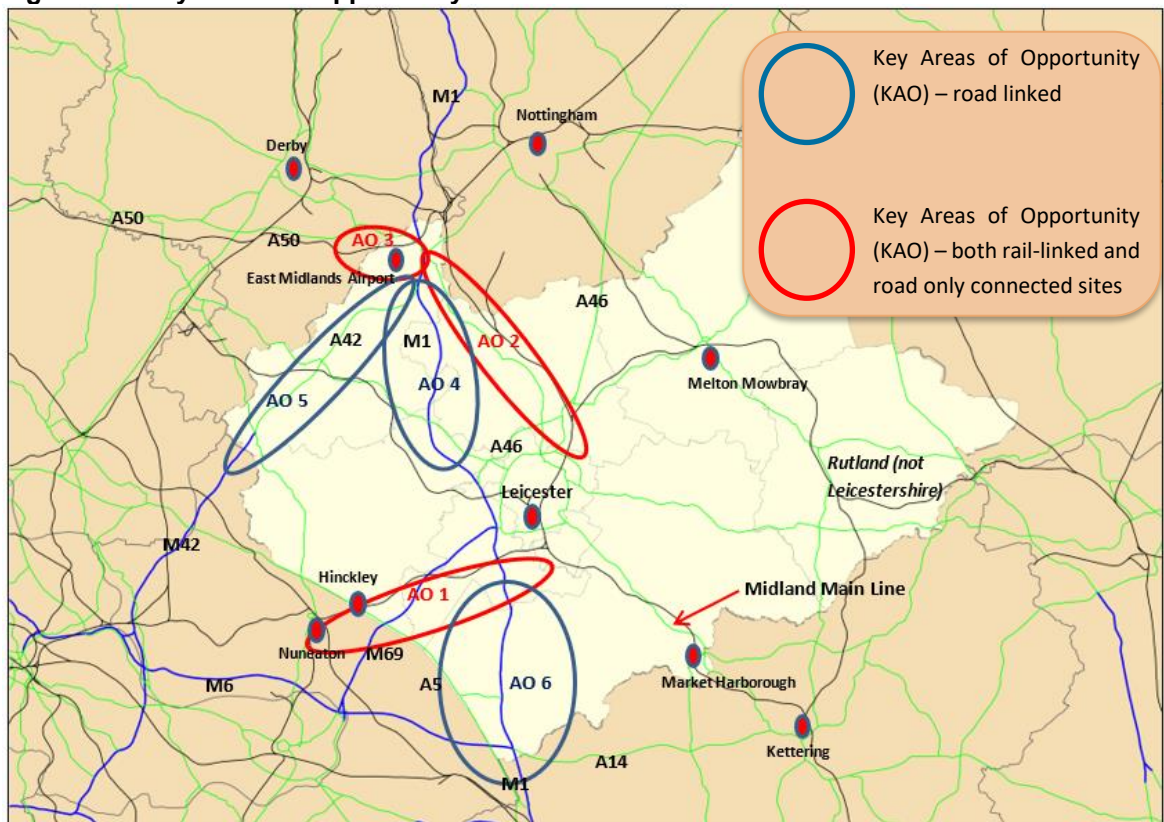 M1
Nottingham
Derby
A50
A50
AO 3
East Midlands Airport
A46
A42
M1
AO 2
Melton Mowbray
AO 4
AO 5
A46
Rutland (not
Leicestershire)
Leicester
M42
Hinckley
AO 1
Midland Main Line
Nuneaton
M69
M6
A5
AO 6
Market Harborough
Kettering
A14
M1
Key Areas of Opportunity
(KAO) – road linked
Key Areas of Opportunity
(KAO) – both rail-linked and
road only connected sites